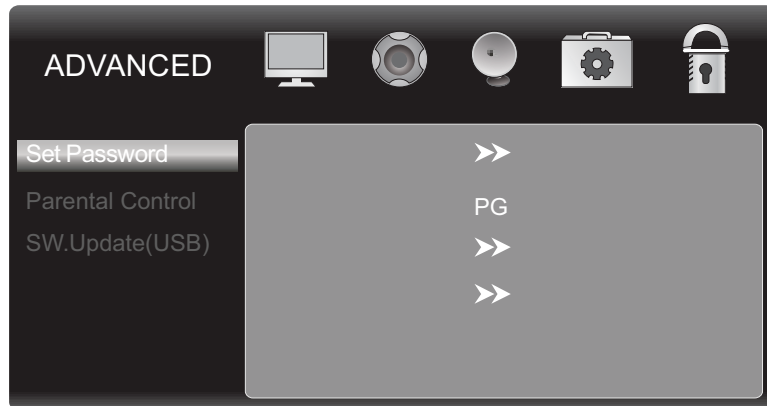 ADVANCED
Set Password
Parental Control PG
SW.Update(USB)